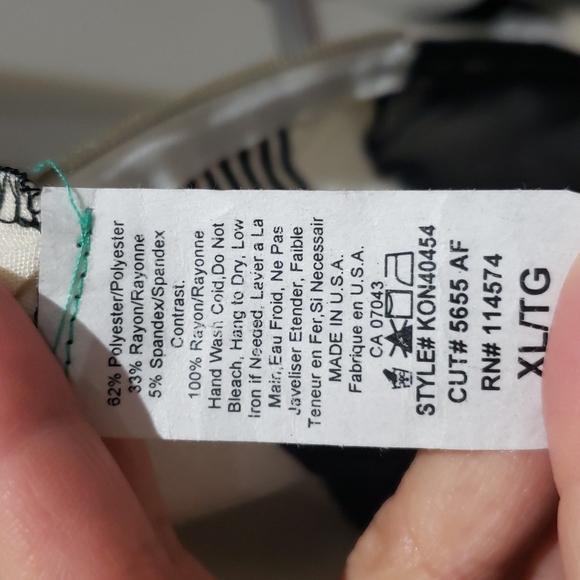 62% Polyester/Polyester
33% Rayon/Rayonne
5% Spandex/Spandex
Contrast.
100% Rayon/Rayonne
Hand Wash Cold,Do Not
Bleach, Hang to Dry, Low
Iron if Needed. Laver a La
Main,Eau Froid, Ne Pas
Javeliser Etender, Faible
Teneur en Fer,Si Necessair
MADE IN U.S.A.
Fabrique en U.S.A.
CA 07043
STYLE# KON40454
CUT# 5655 AF
RN# 114574
XL/TG